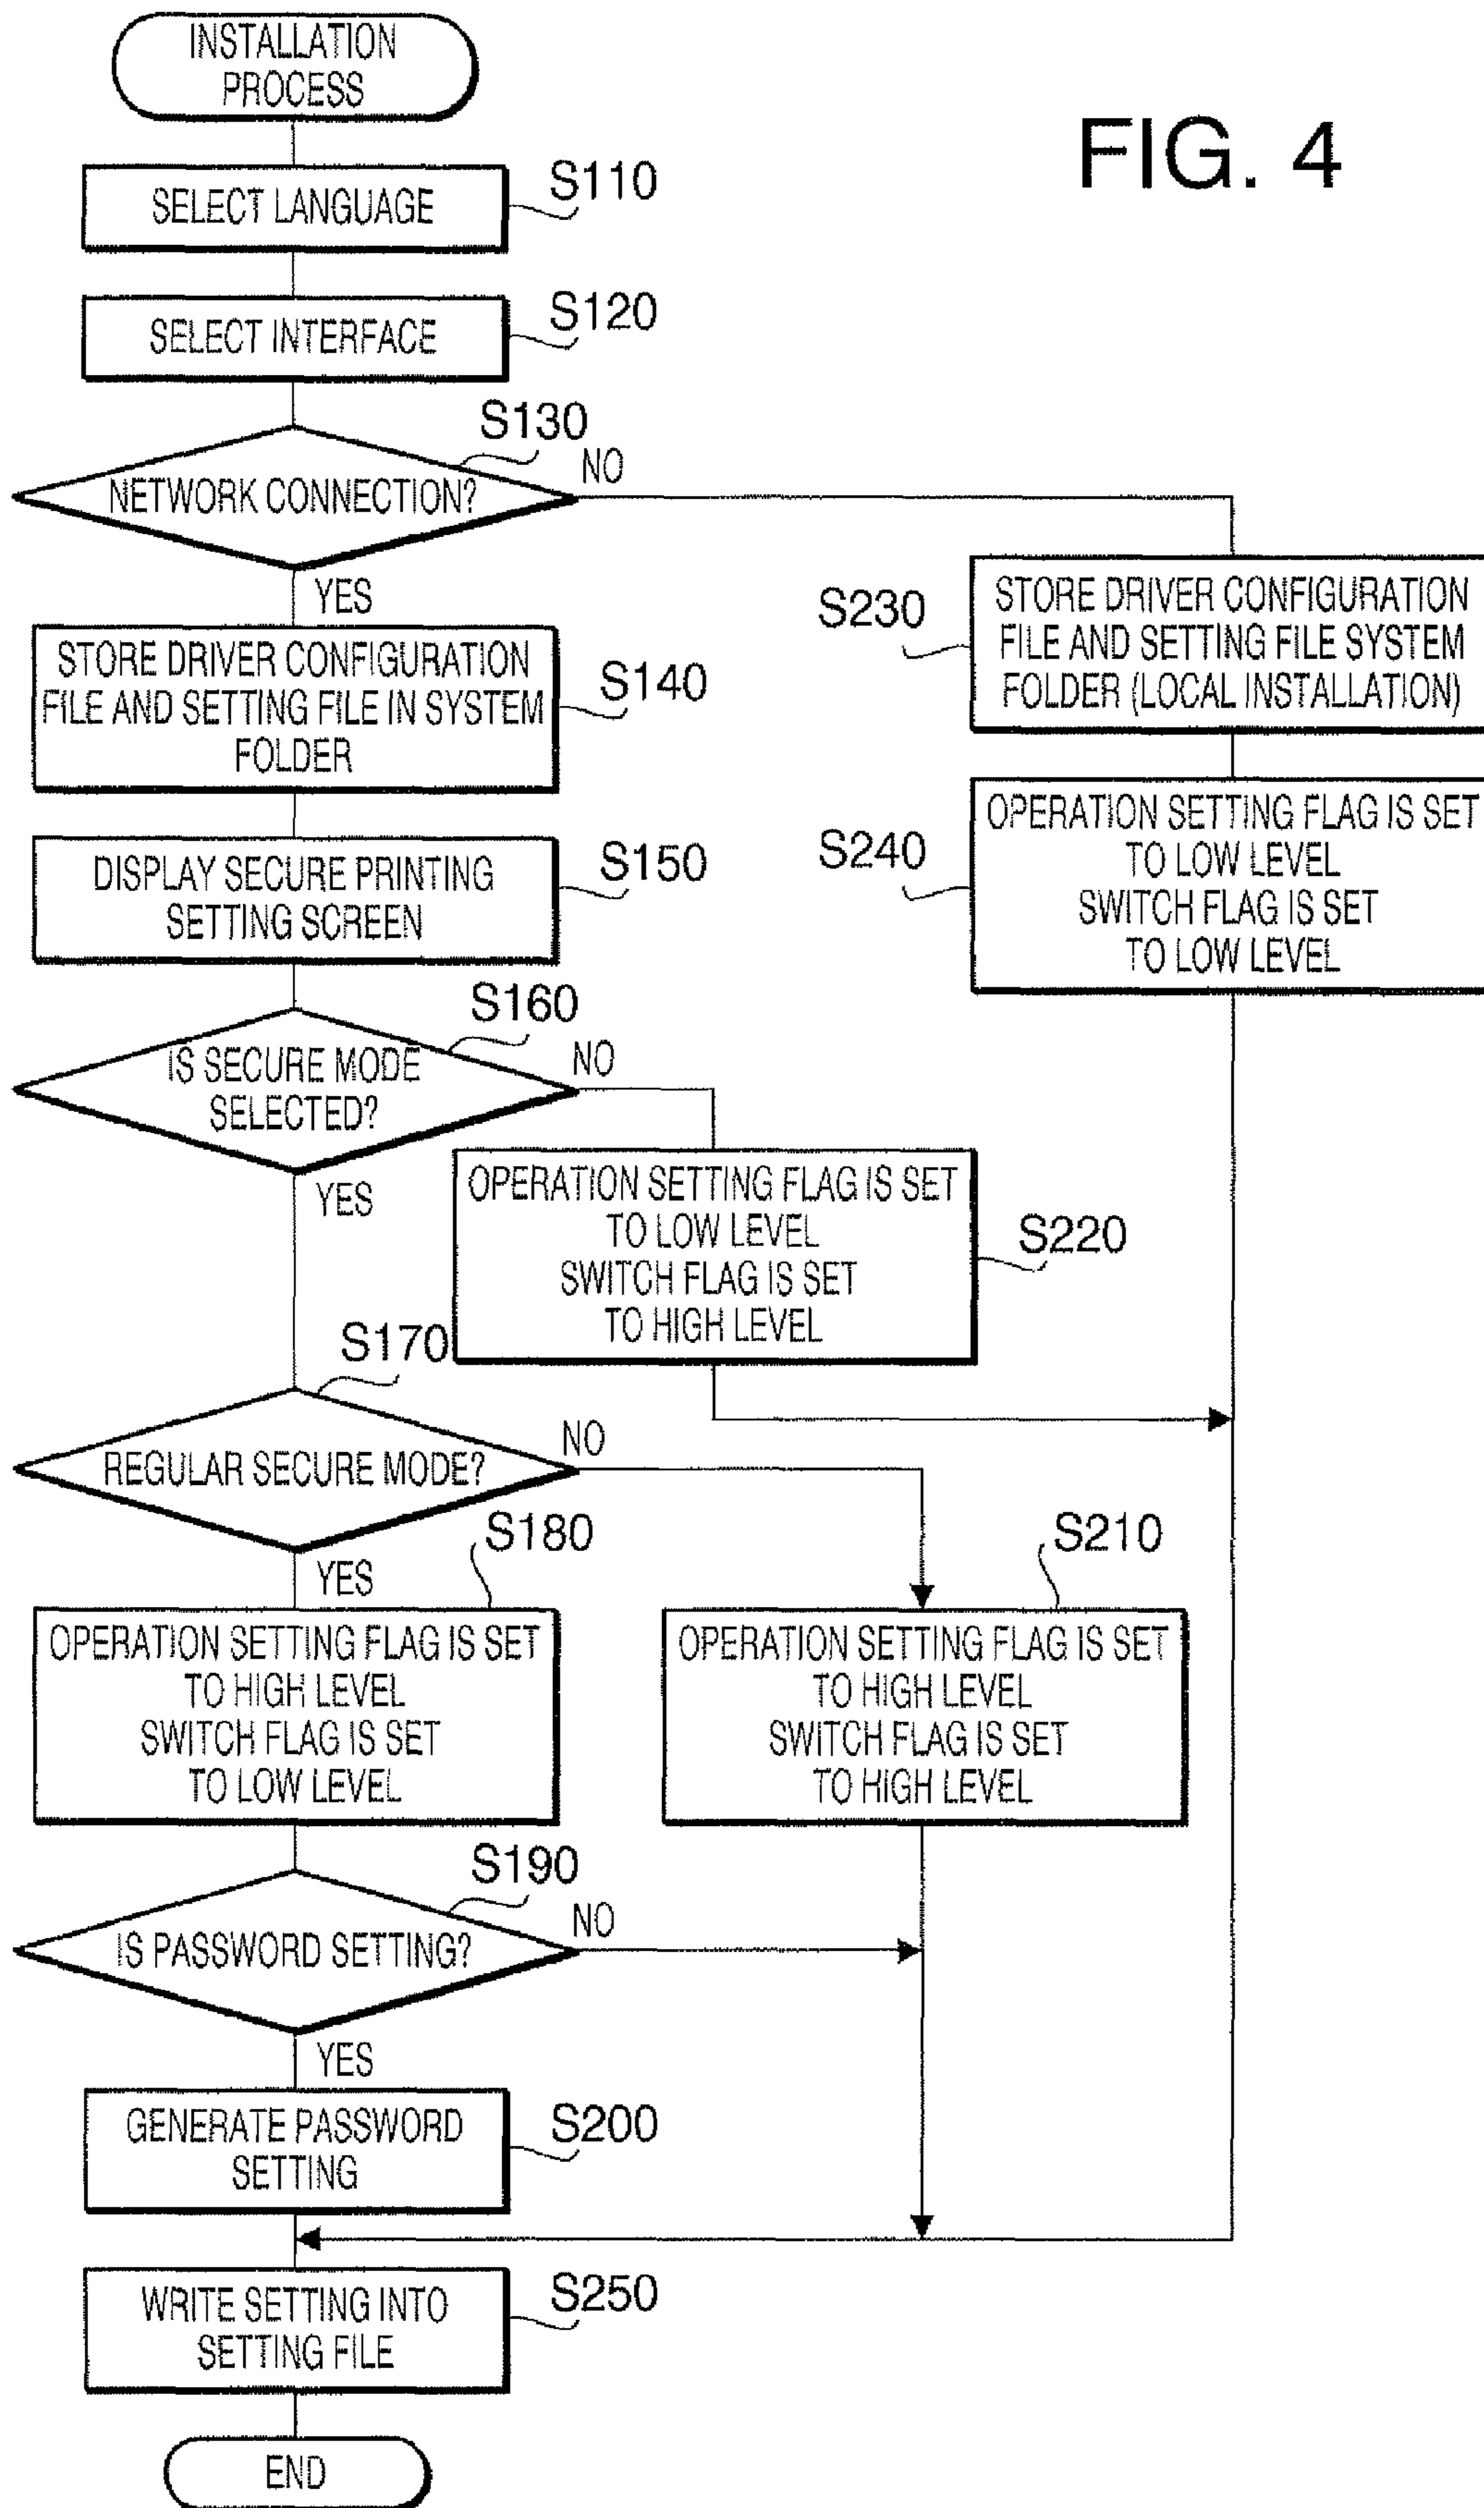 INSTALLATION
PROCESS
FIG. 4
SELECT LANGUAGE
S110
SELECT INTERFACE
S120
S130
NETWORK CONNECTION?
NO
YES
STORE DRIVER CONFIGURATION
FILE AND SETTING FILE IN SYSTEM
FOLDER
S140
S230
STORE DRIVER CONFIGURATION
FILE AND SETTING FILE SYSTEM
FOLDER (LOCAL INSTALLATION)
DISPLAY SECURE PRINTING
SETTING SCREEN
S150
S240
OPERATION SETTING FLAG IS SET
TO LOW LEVEL
SWITCH FLAG IS SET
TO LOW LEVEL
S160
IS SECURE MODE
SELECTED?
NO
YES
OPERATION SETTING FLAG IS SET
TO LOW LEVEL
SWITCH FLAG IS SET
TO HIGH LEVEL
S220
S170
REGULAR SECURE MODE?
NO
YES
S180
OPERATION SETTING FLAG IS SET
TO HIGH LEVEL
SWITCH FLAG IS SET
TO LOW LEVEL
S210
OPERATION SETTING FLAG IS SET
TO HIGH LEVEL
SWITCH FLAG IS SET
TO HIGH LEVEL
S190
IS PASSWORD SETTING?
NO
YES
GENERATE PASSWORD
SETTING
S200
WRITE SETTING INTO
SETTING FILE
S250
END